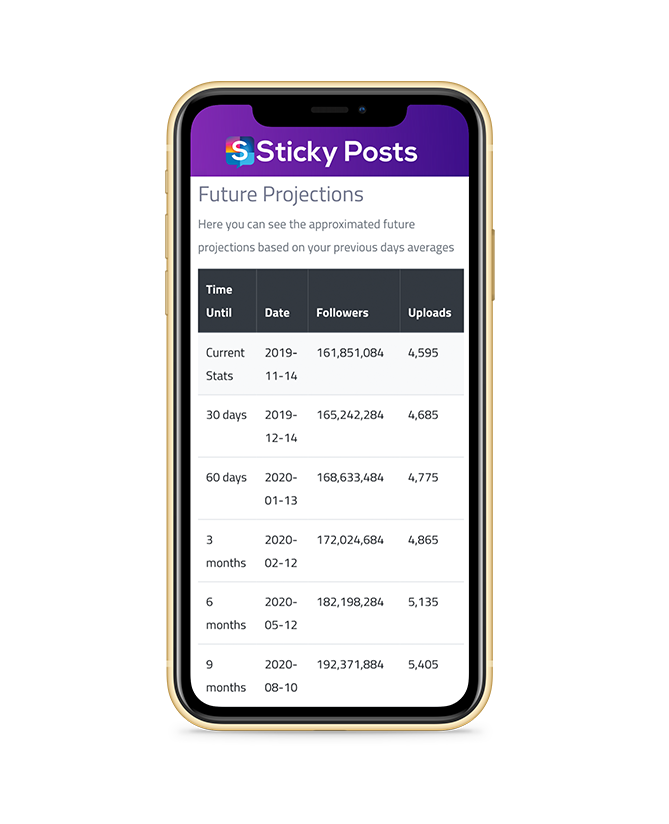 S Sticky Posts
Future Projections
Here you can see the approximated future
projections based on your previous days averages
Time Until Date Followers Uploads
Current Stats 2019-11-14 161,851,084 4,595
30 days 2019-12-14 165,242,284 4,685
60 days 2020-01-13 168,633,484 4,775
3 months 2020-02-12 172,024,684 4,865
6 months 2020-05-12 182,198,284 5,135
9 months 2020-08-10 192,371,884 5,405